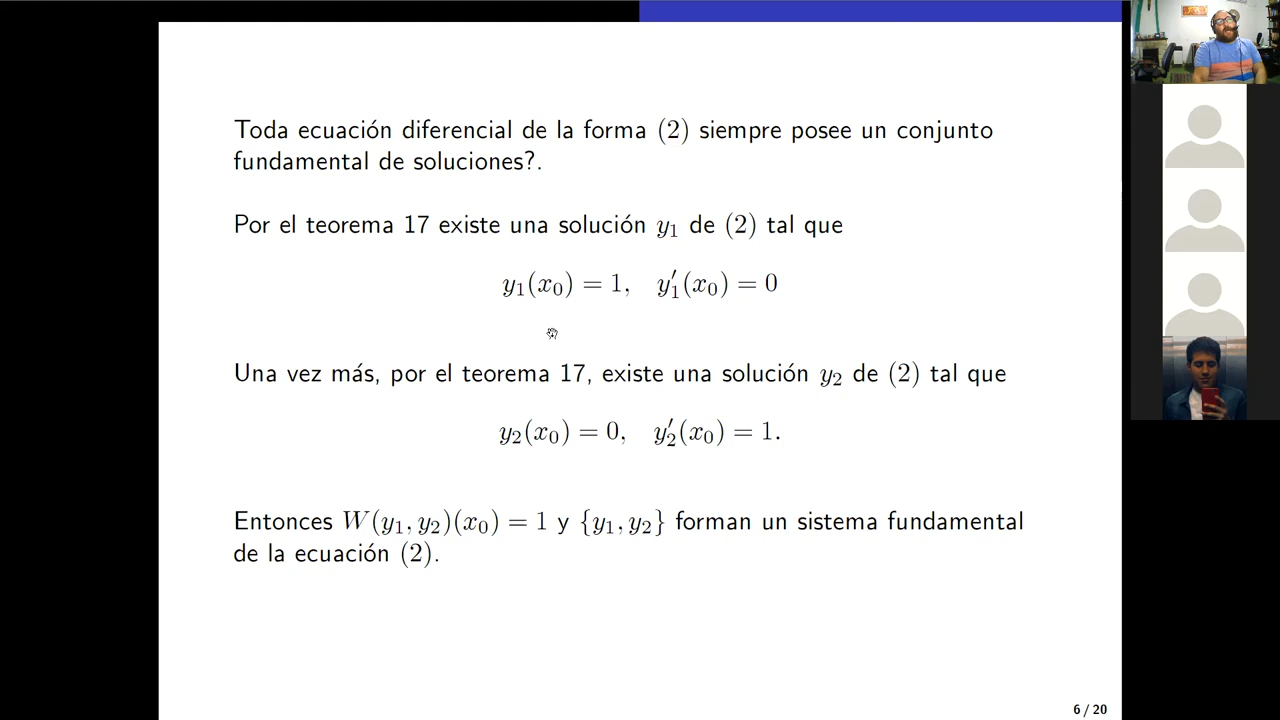 Toda ecuación diferencial de la forma (2) siempre posee un conjunto
fundamental de soluciones?.
Por el teorema 17 existe una solución y₁ de (2) tal que
y₁(x₀) = 1, y₁′(x₀) = 0
Una vez más, por el teorema 17, existe una solución y₂ de (2) tal que
y₂(x₀) = 0, y₂′(x₀) = 1.
Entonces W(y₁, y₂)(x₀) = 1 y {y₁, y₂} forman un sistema fundamental
de la ecuación (2).
6 / 20